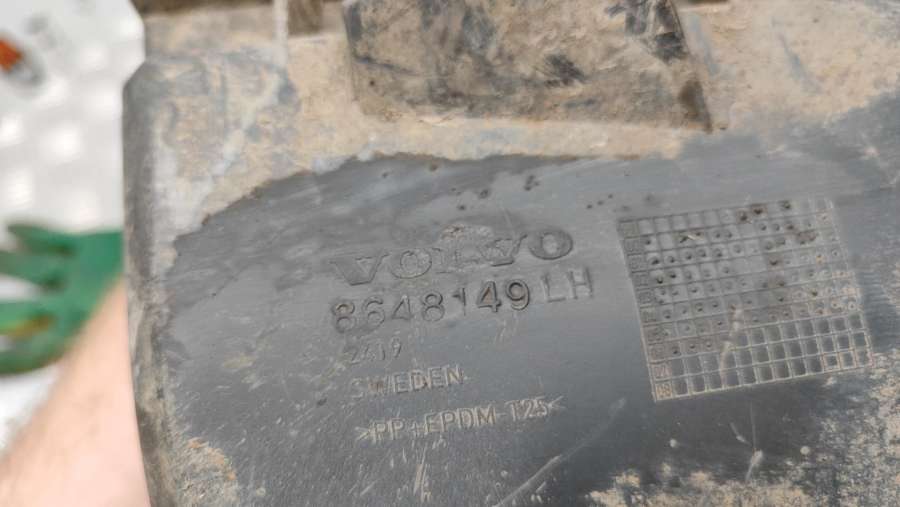 VOLVO
8648149 LH
2419
SWEDEN
>PP+EPDM-T25<